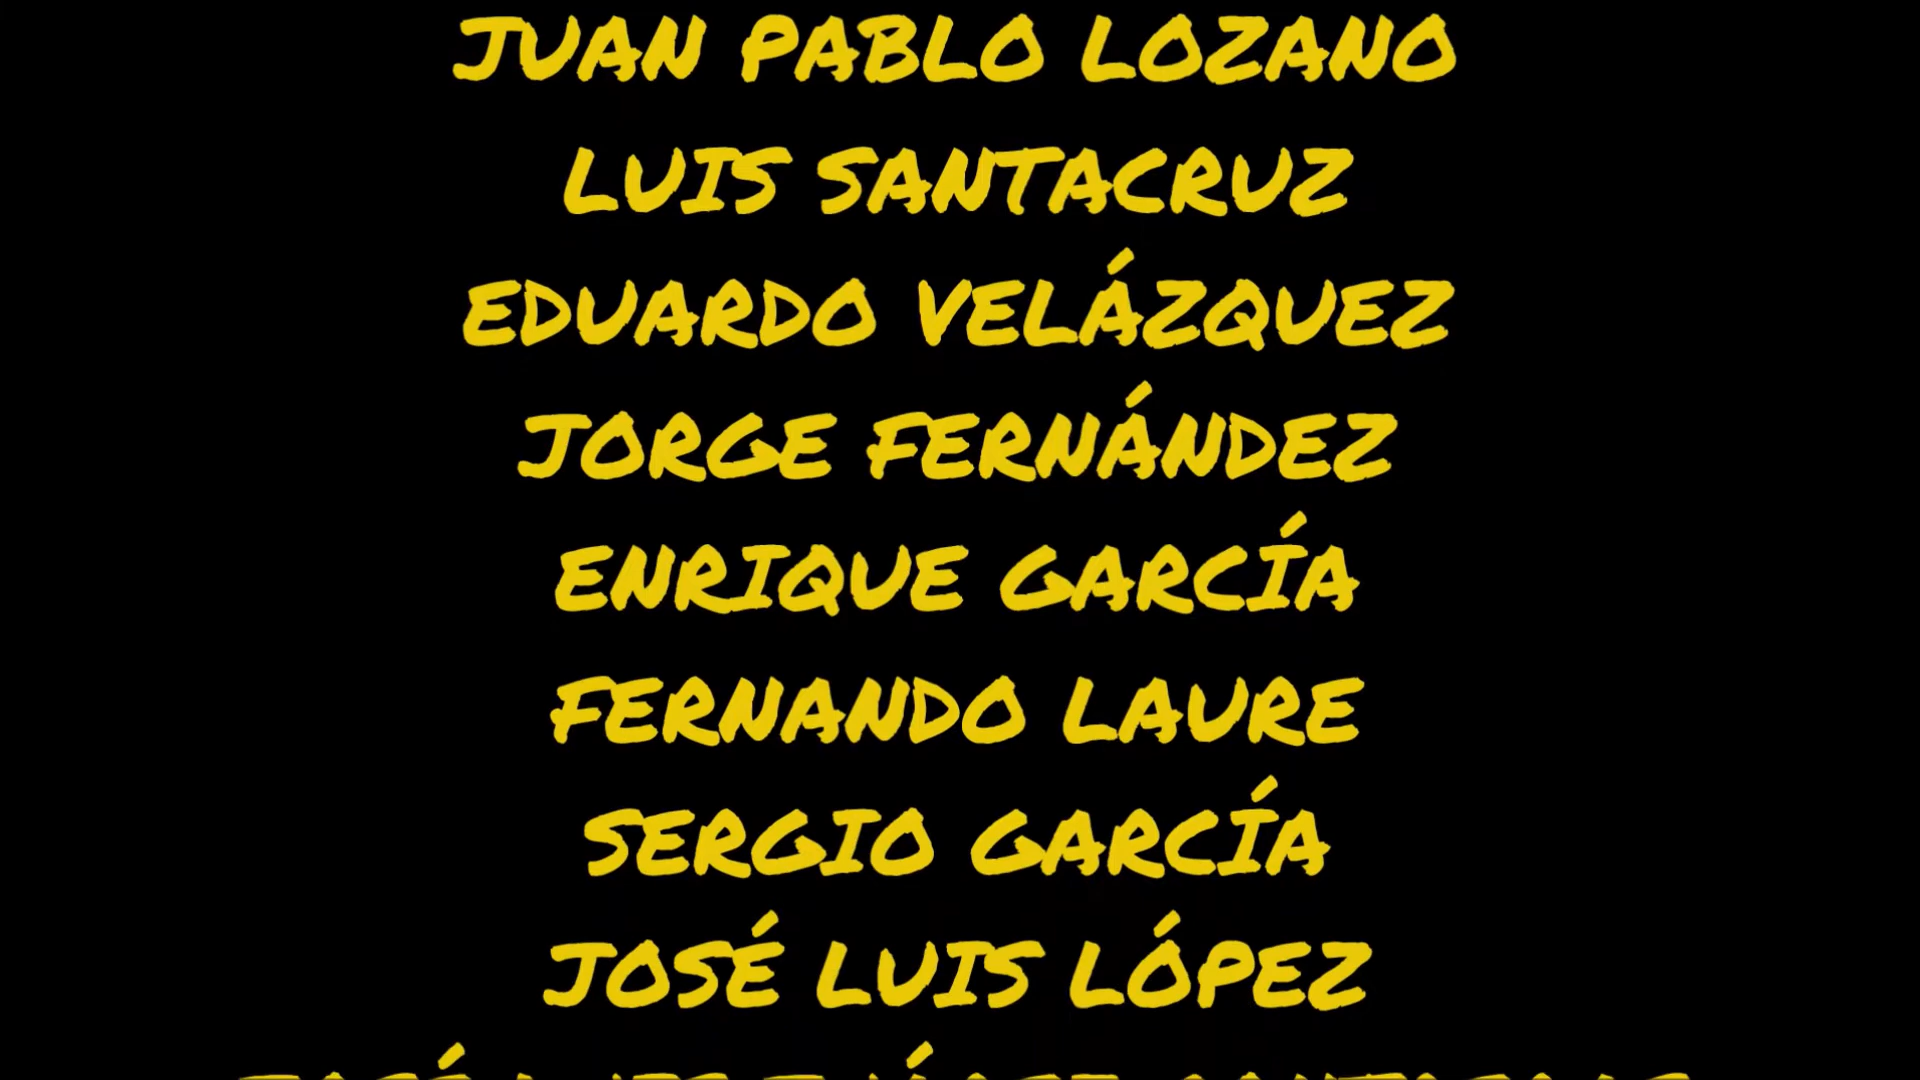 JUAN PABLO LOZANO
LUIS SANTACRUZ
EDUARDO VELÁZQUEZ
JORGE FERNÁNDEZ
ENRIQUE GARCÍA
FERNANDO LAURE
SERGIO GARCÍA
JOSÉ LUIS LÓPEZ